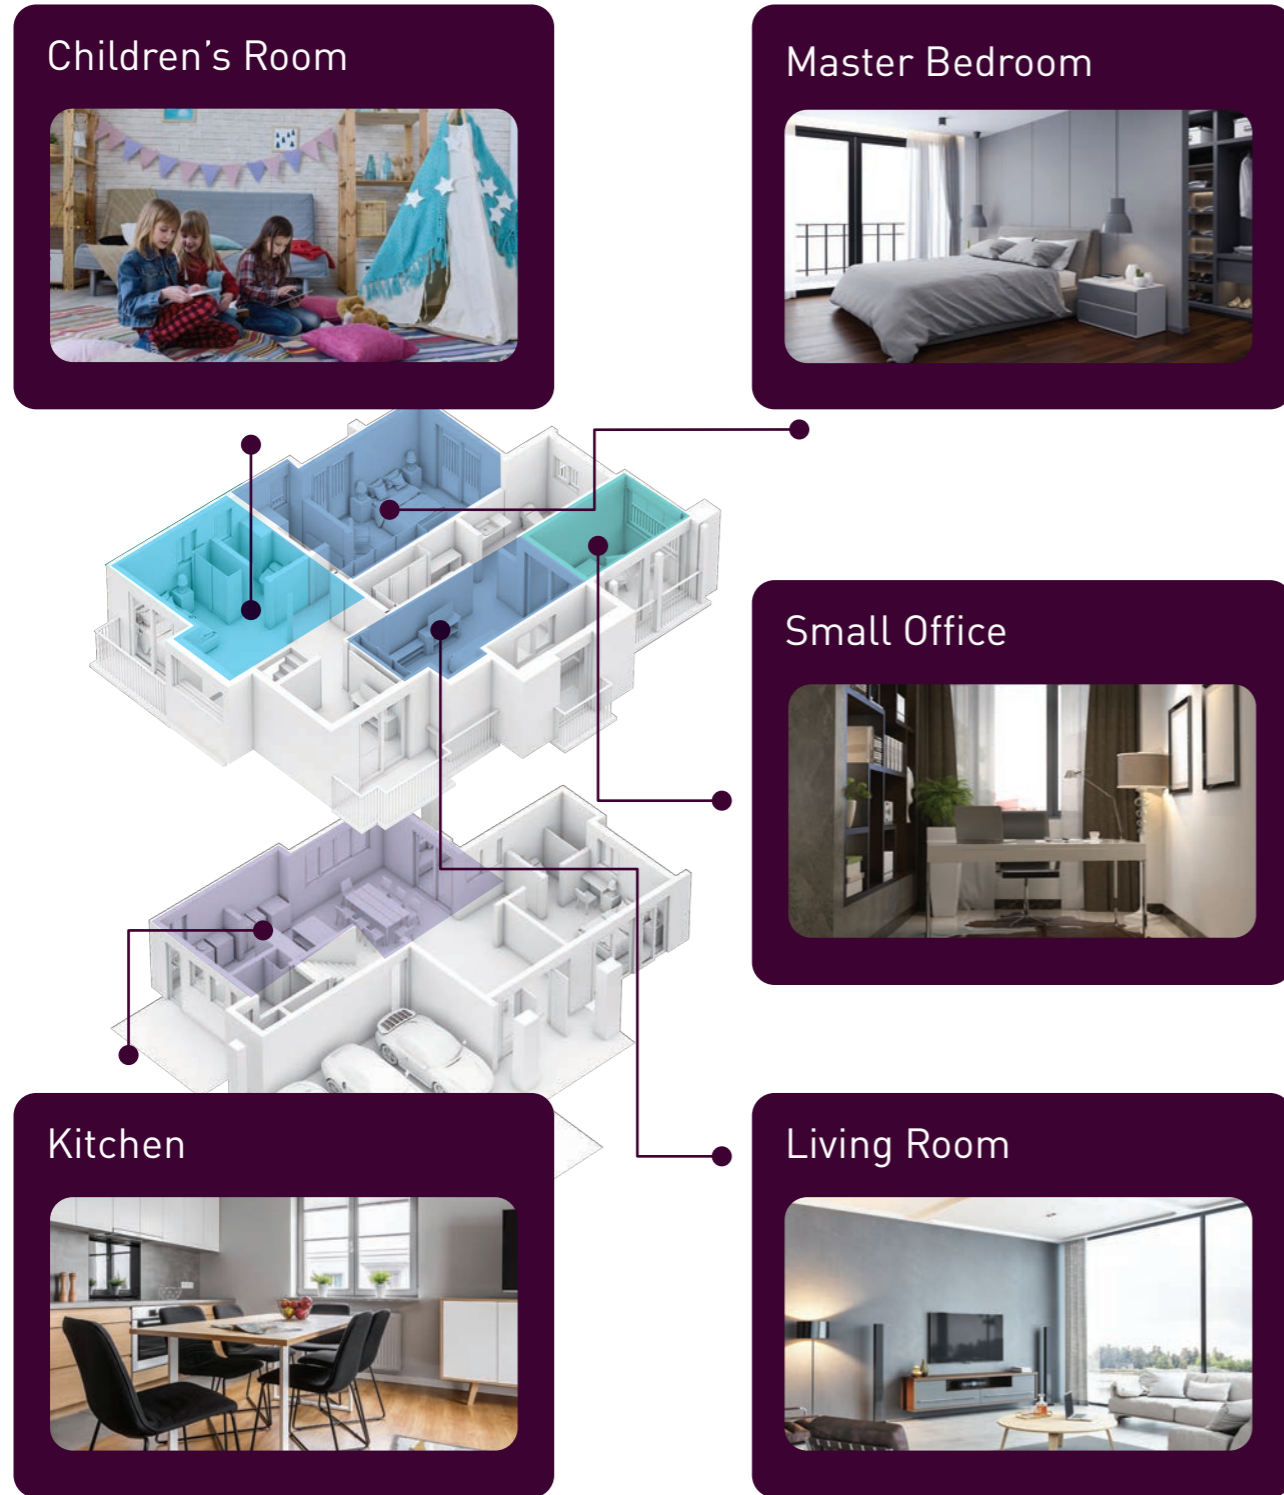 Children’s Room
Master Bedroom
Small Office
Kitchen
Living Room